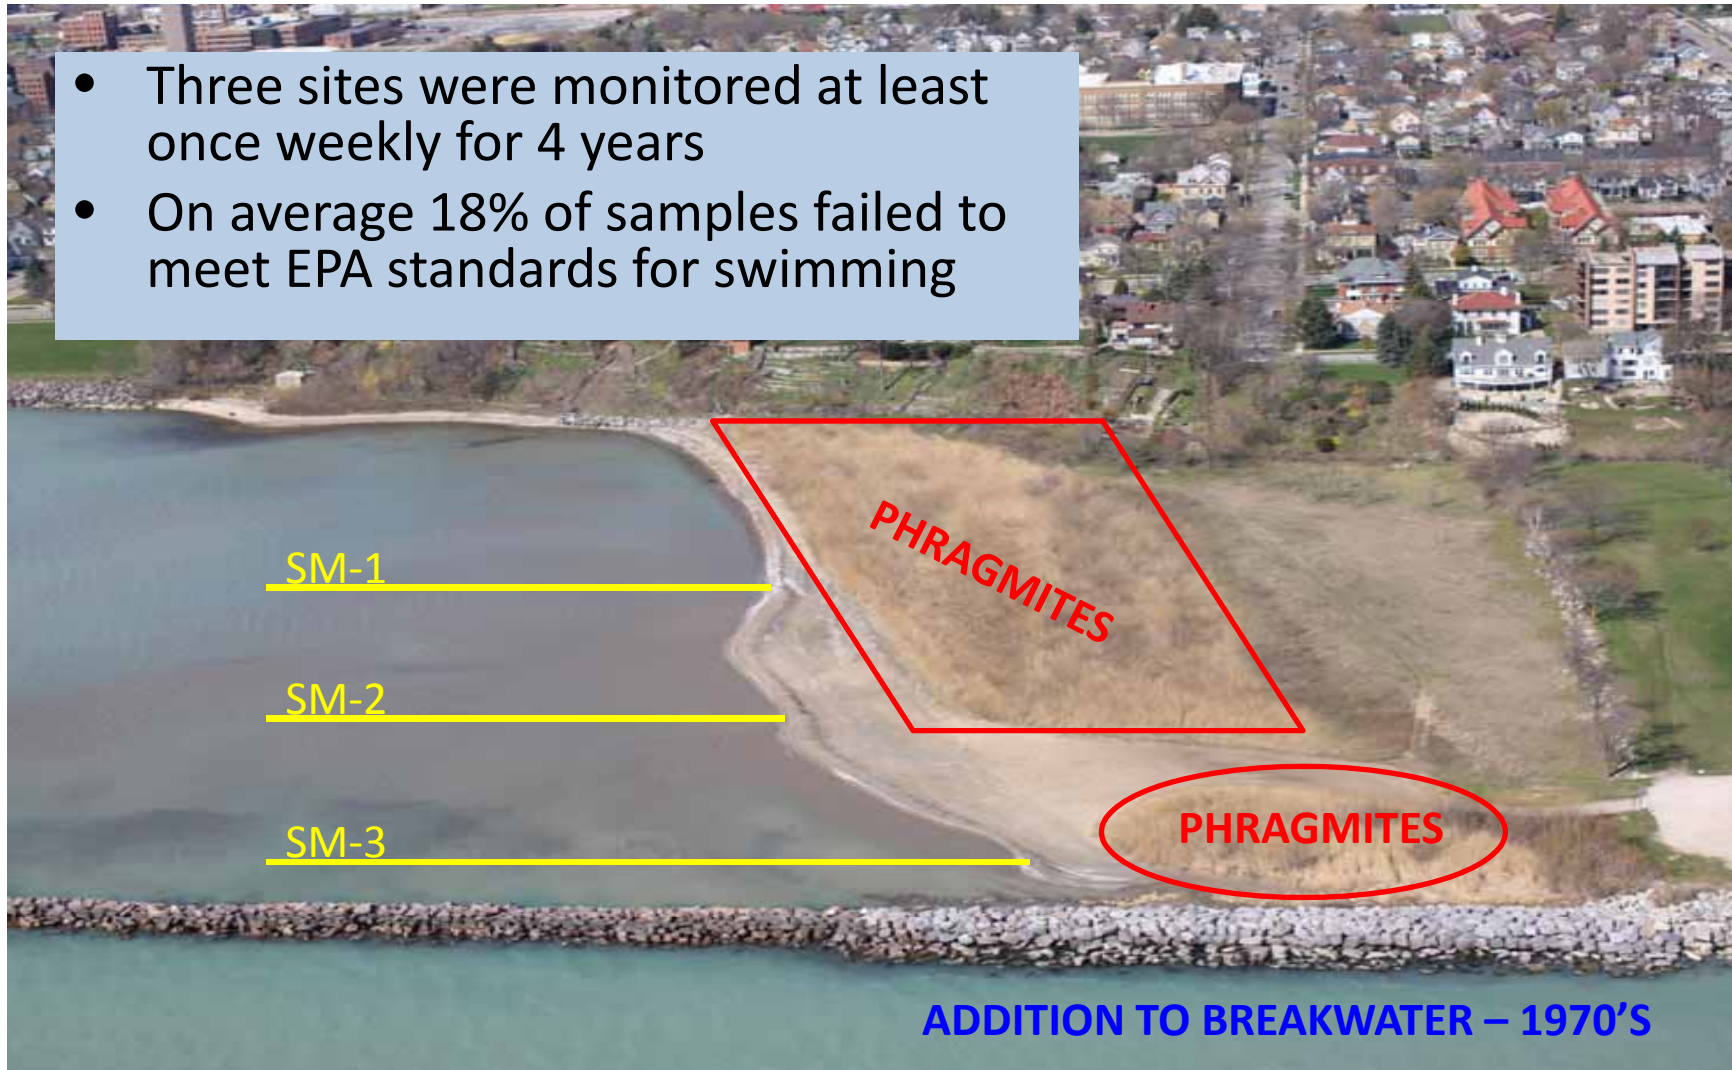 • Three sites were monitored at least
once weekly for 4 years
• On average 18% of samples failed to
meet EPA standards for swimming
PHRAGMITES
SM-1
SM-2
SM-3
PHRAGMITES
ADDITION TO BREAKWATER – 1970’S